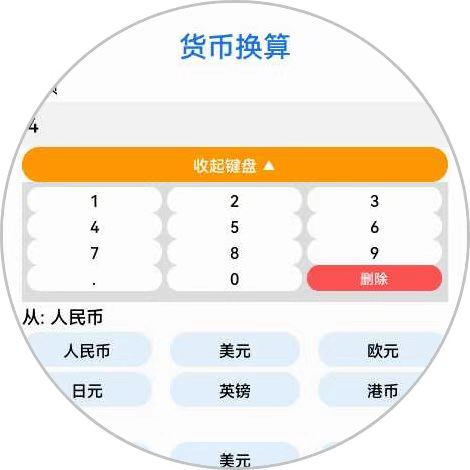 货币换算
4
收起键盘 ▲
1 2 3
4 5 6
7 8 9
. 0 删除
从: 人民币
人民币 美元 欧元
日元 英镑 港币
美元